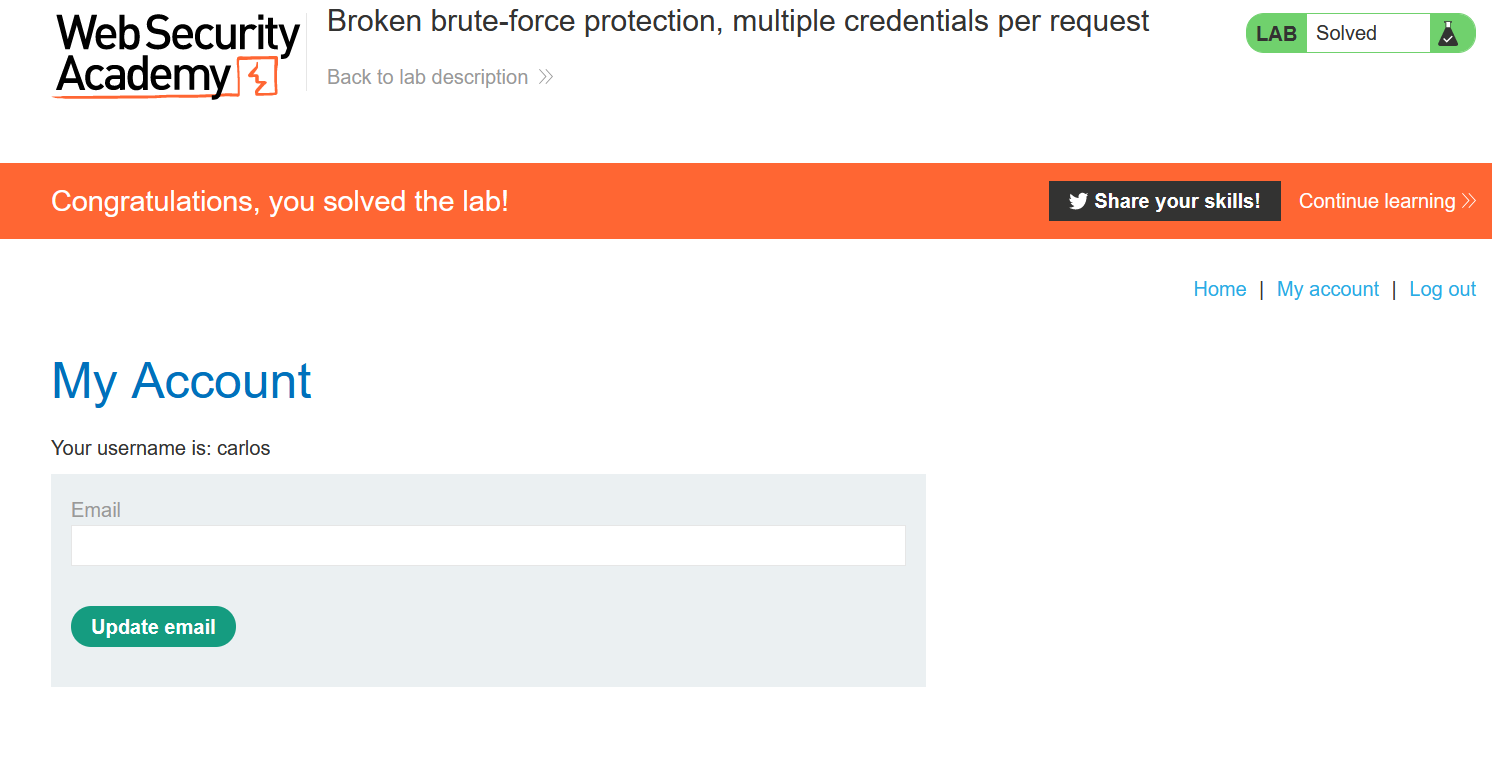 Web Security
Academy
Broken brute-force protection, multiple credentials per request
Back to lab description
LAB Solved
Congratulations, you solved the lab!
Share your skills!
Continue learning
Home | My account | Log out
My Account
Your username is: carlos
Email
Update email